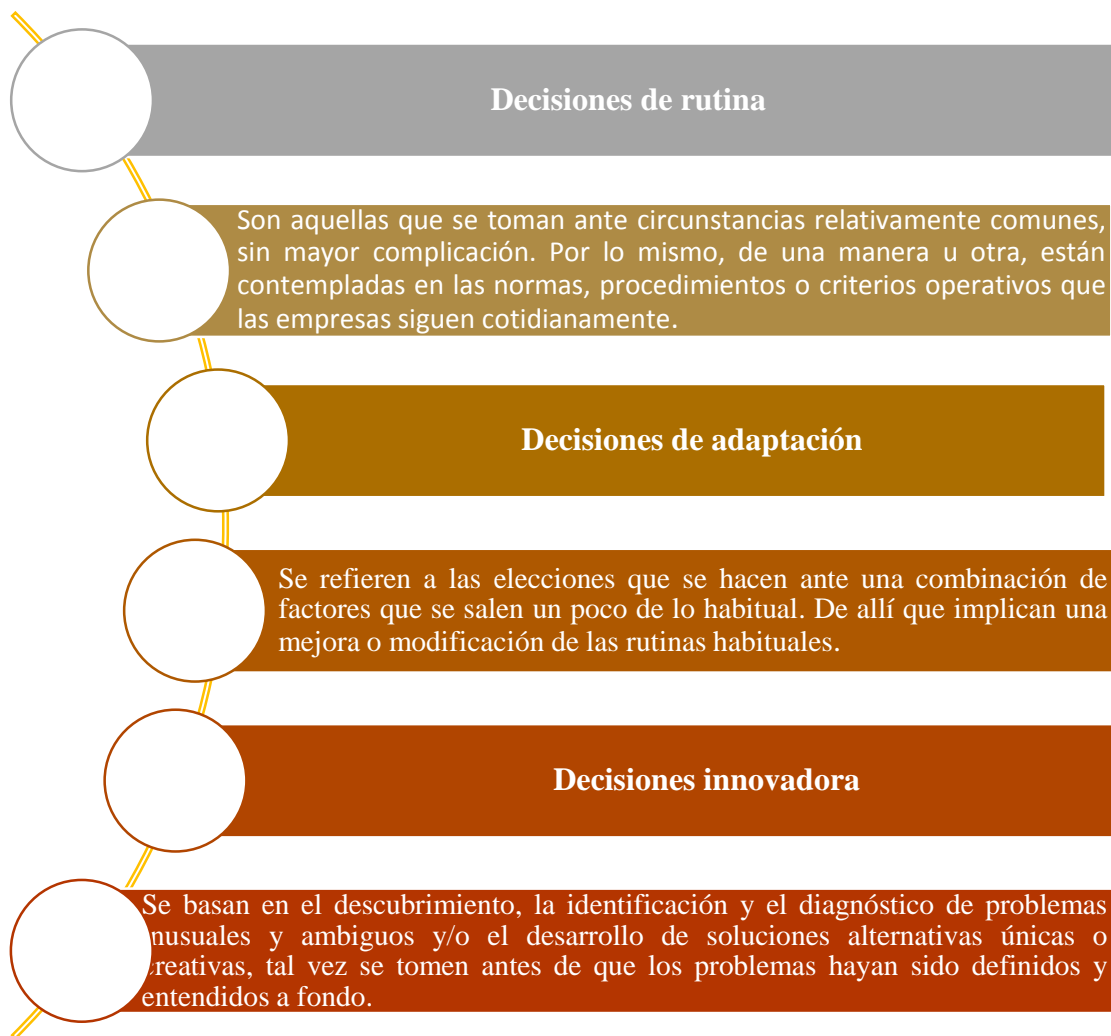 Decisiones de rutina
Son aquellas que se toman ante circunstancias relativamente comunes,
sin mayor complicación. Por lo mismo, de una manera u otra, están
contempladas en las normas, procedimientos o criterios operativos que
las empresas siguen cotidianamente.
Decisiones de adaptación
Se refieren a las elecciones que se hacen ante una combinación de
factores que se salen un poco de lo habitual. De allí que implican una
mejora o modificación de las rutinas habituales.
Decisiones innovadora
Se basan en el descubrimiento, la identificación y el diagnóstico de problemas
inusuales y ambiguos y/o el desarrollo de soluciones alternativas únicas o
creativas, tal vez se tomen antes de que los problemas hayan sido definidos y
entendidos a fondo.